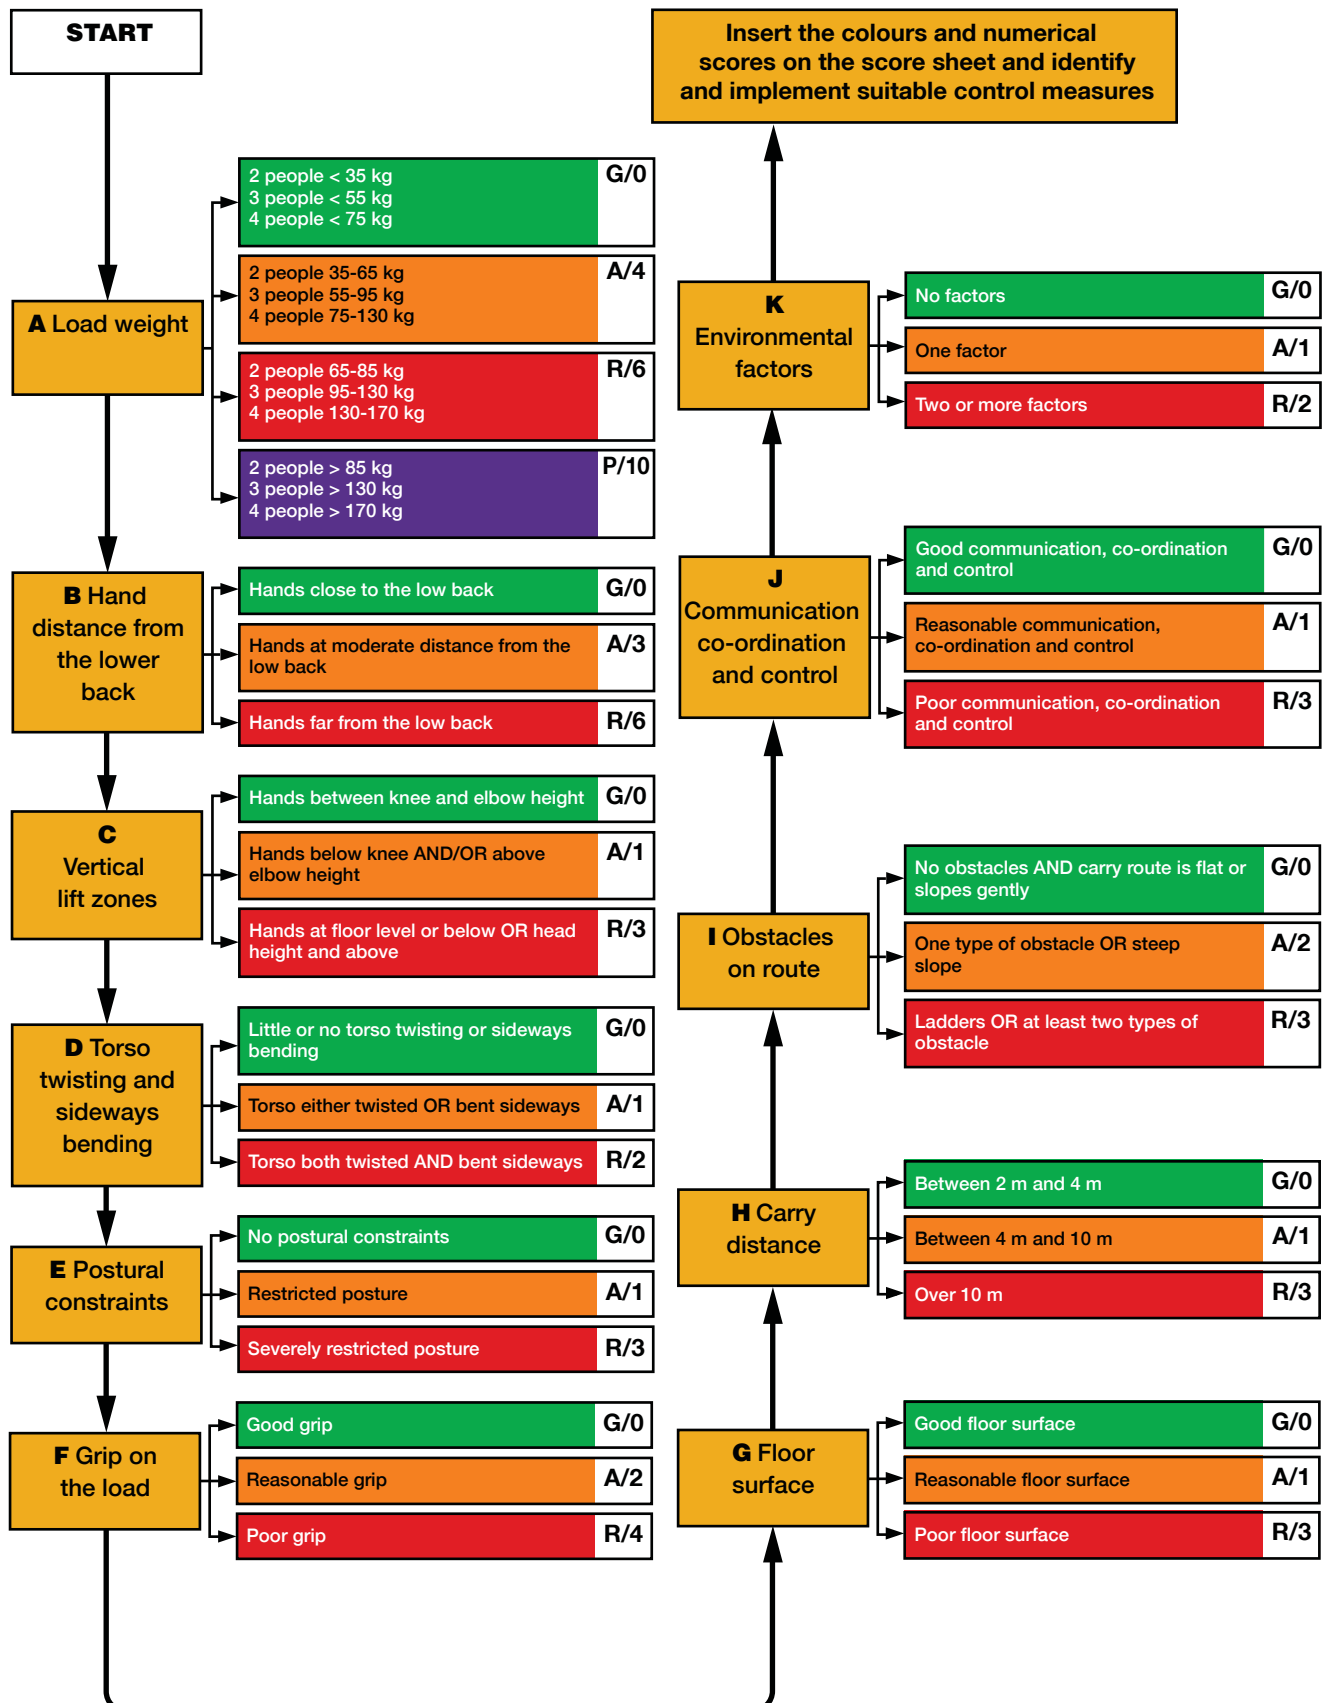 START
A Load weight
2 people < 35 kg
3 people < 55 kg
4 people < 75 kg
G/0
2 people 35-65 kg
3 people 55-95 kg
4 people 75-130 kg
A/4
2 people 65-85 kg
3 people 95-130 kg
4 people 130-170 kg
R/6
2 people > 85 kg
3 people > 130 kg
4 people > 170 kg
P/10
B Hand
distance from
the lower
back
Hands close to the low back
G/0
Hands at moderate distance from the
low back
A/3
Hands far from the low back
R/6
C
Vertical
lift zones
Hands between knee and elbow height
G/0
Hands below knee AND/OR above
elbow height
A/1
Hands at floor level or below OR head
height and above
R/3
D Torso
twisting and
sideways
bending
Little or no torso twisting or sideways
bending
G/0
Torso either twisted OR bent sideways
A/1
Torso both twisted AND bent sideways
R/2
E Postural
constraints
No postural constraints
G/0
Restricted posture
A/1
Severely restricted posture
R/3
F Grip on
the load
Good grip
G/0
Reasonable grip
A/2
Poor grip
R/4
G Floor
surface
Good floor surface
G/0
Reasonable floor surface
A/1
Poor floor surface
R/3
H Carry
distance
Between 2 m and 4 m
G/0
Between 4 m and 10 m
A/1
Over 10 m
R/3
I Obstacles
on route
No obstacles AND carry route is flat or
slopes gently
G/0
One type of obstacle OR steep
slope
A/2
Ladders OR at least two types of
obstacle
R/3
J
Communication
co-ordination
and control
Good communication, co-ordination
and control
G/0
Reasonable communication,
co-ordination and control
A/1
Poor communication, co-ordination
and control
R/3
K
Environmental
factors
No factors
G/0
One factor
A/1
Two or more factors
R/2
Insert the colours and numerical
scores on the score sheet and identify
and implement suitable control measures